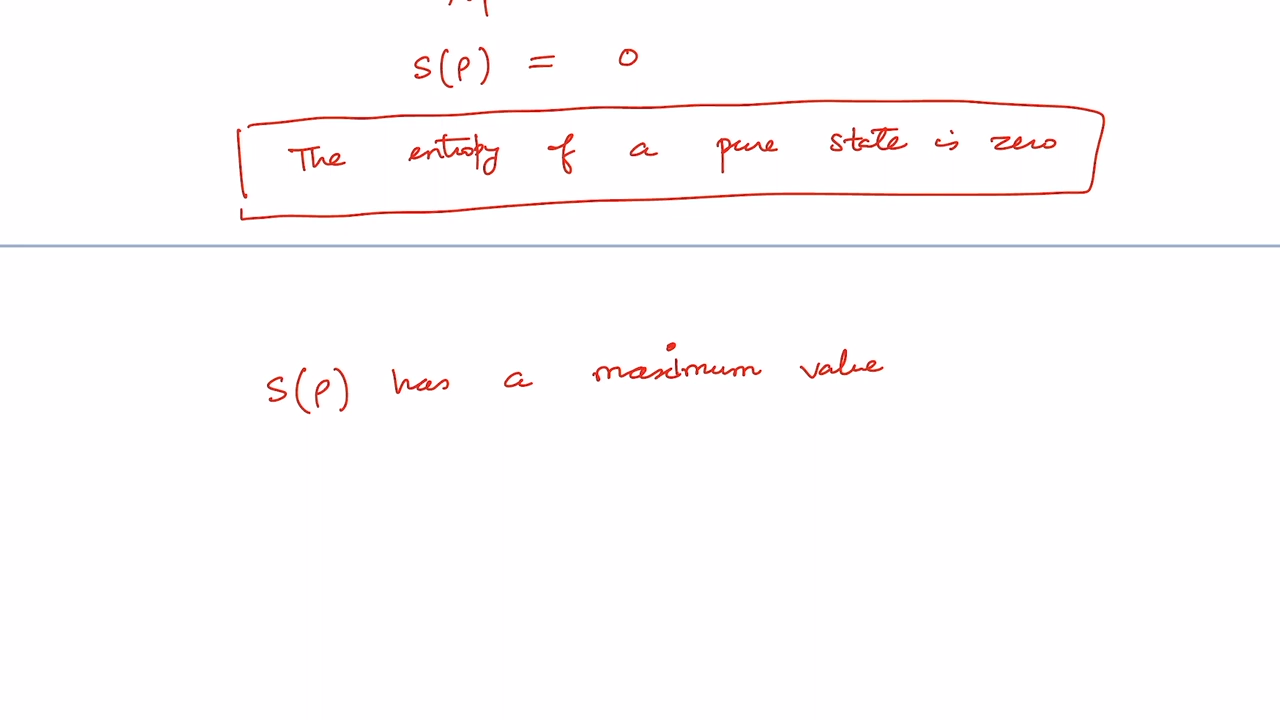 S(ρ) = 0
The entropy of a pure state is zero
S(ρ) has a maximum value